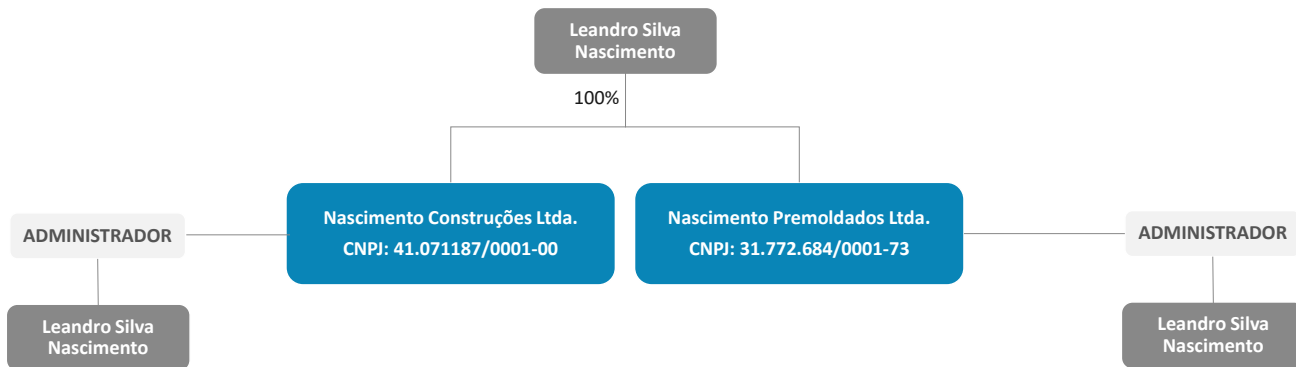 Leandro Silva
Nascimento
100%
Nascimento Construções Ltda.
CNPJ: 41.071187/0001-00
Nascimento Premoldados Ltda.
CNPJ: 31.772.684/0001-73
ADMINISTRADOR
ADMINISTRADOR
Leandro Silva
Nascimento
Leandro Silva
Nascimento